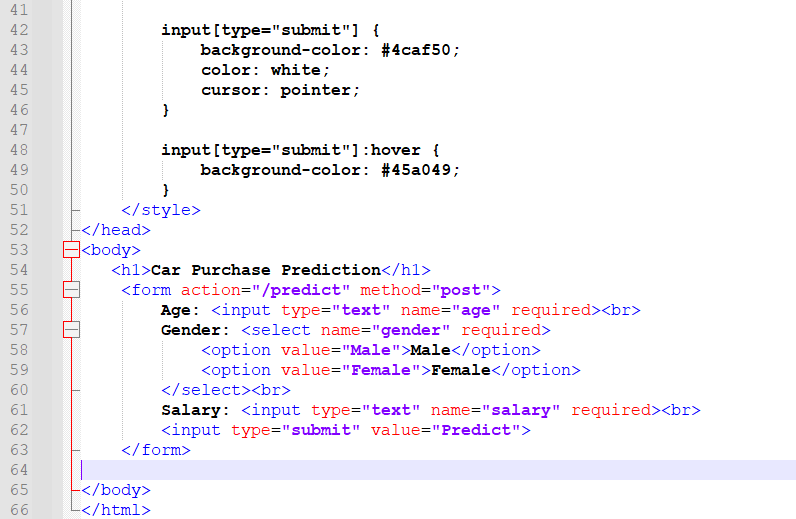 41
42 input[type="submit"] {
43 background-color: #4caf50;
44 color: white;
45 cursor: pointer;
46 }
47
48 input[type="submit"]:hover {
49 background-color: #45a049;
50 }
51 </style>
52 </head>
53 <body>
54 <h1>Car Purchase Prediction</h1>
55 <form action="/predict" method="post">
56 Age: <input type="text" name="age" required><br>
57 Gender: <select name="gender" required>
58 <option value="Male">Male</option>
59 <option value="Female">Female</option>
60 </select><br>
61 Salary: <input type="text" name="salary" required><br>
62 <input type="submit" value="Predict">
63 </form>
64
65 </body>
66 </html>